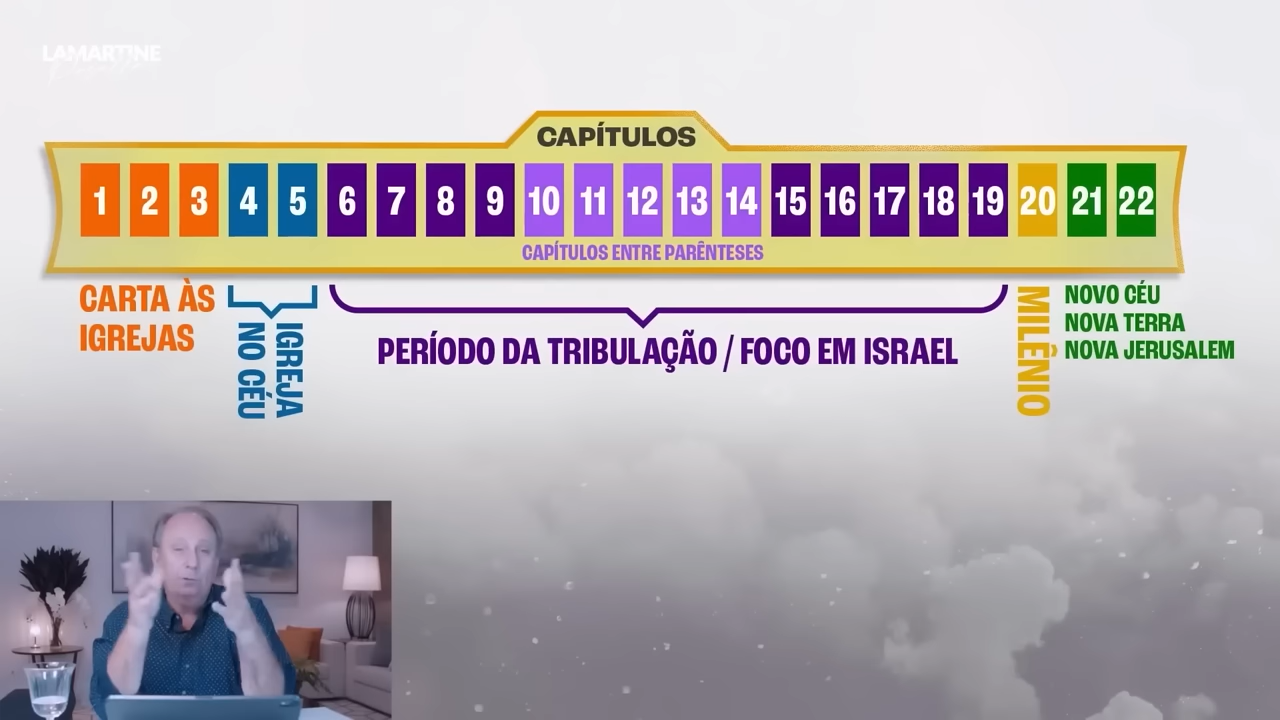 LAMARTINE
CAPÍTULOS
1 2 3 4 5 6 7 8 9 10 11 12 13 14 15 16 17 18 19 20 21 22
CAPÍTULOS ENTRE PARÊNTESES
CARTA ÀS
IGREJAS
IGREJA
NO CÉU
PERÍODO DA TRIBULAÇÃO / FOCO EM ISRAEL
MILÊNIO
NOVO CÉU
NOVA TERRA
NOVA JERUSALEM